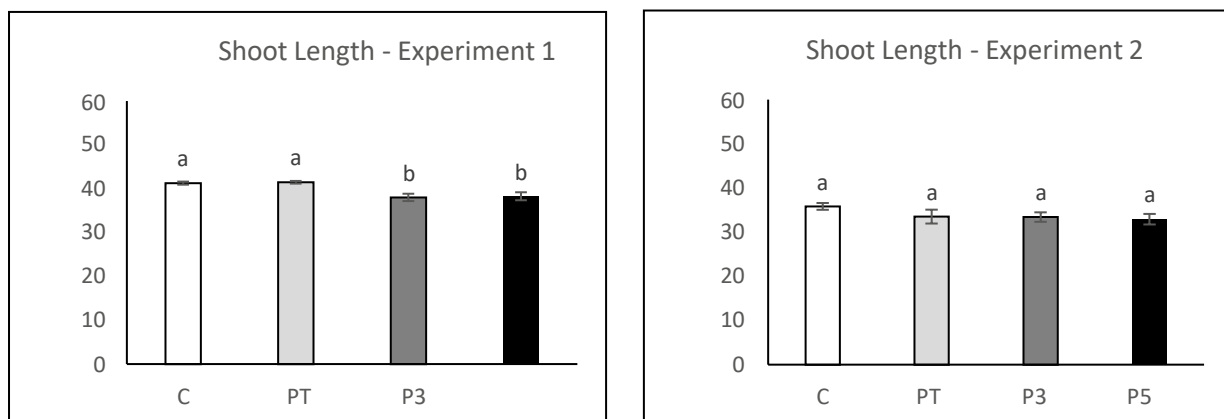 Shoot Length - Experiment 1
60
50
40
30
20
10
0
a
a
b
b
C
PT
P3
Shoot Length - Experiment 2
60
50
40
30
20
10
0
a
a
a
a
C
PT
P3
P5